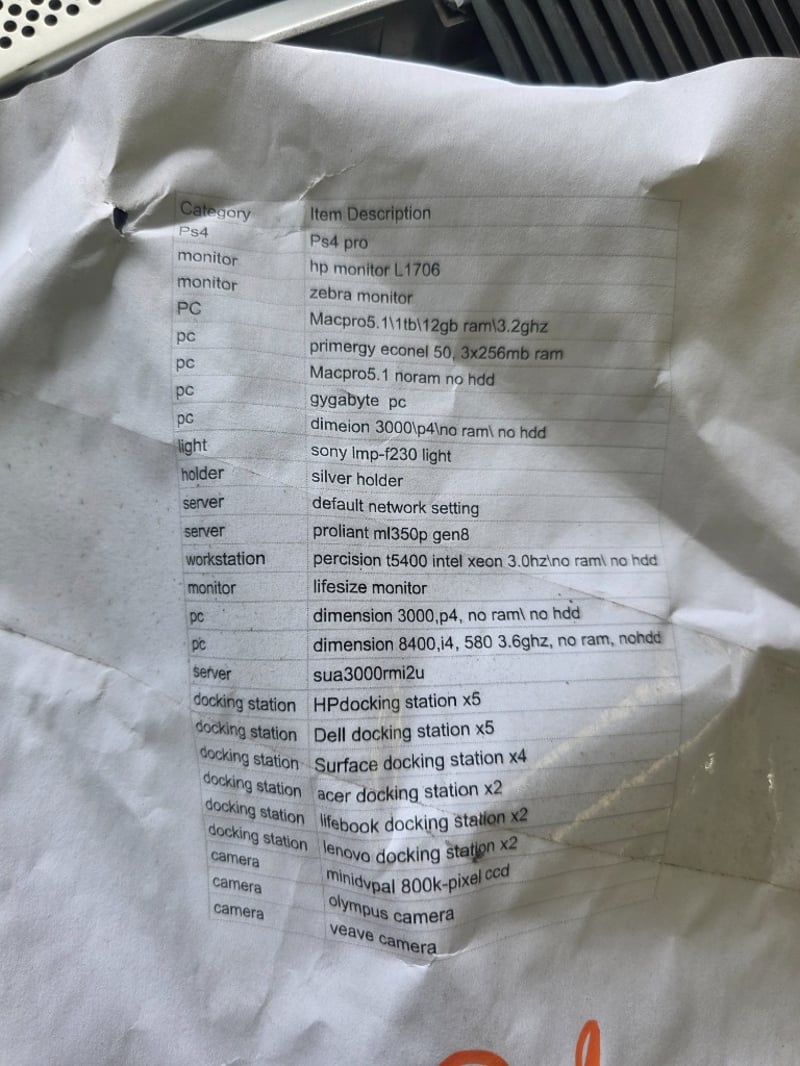 Category Item Description
Ps4 Ps4 pro
monitor hp monitor L1706
monitor zebra monitor
PC Macpro5.1\1tb\12gb ram\3.2ghz
pc primergy econel 50, 3x256mb ram
pc Macpro5.1 noram no hdd
pc gygabyte pc
pc dimeion 3000\p4\no ram\ no hdd
light sony lmp-f230 light
holder silver holder
server default network setting
server proliant ml350p gen8
workstation percision t5400 intel xeon 3.0hz\no ram\ no hdd
monitor lifesize monitor
pc dimension 3000,p4, no ram\ no hdd
pc dimension 8400,i4, 580 3.6ghz, no ram, nohdd
server sua3000rmi2u
docking station HPdocking station x5
docking station Dell docking station x5
docking station Surface docking station x4
docking station acer docking station x2
docking station lifebook docking station x2
docking station lenovo docking station x2
camera minidvpal 800k-pixel ccd
camera olympus camera
camera veave camera